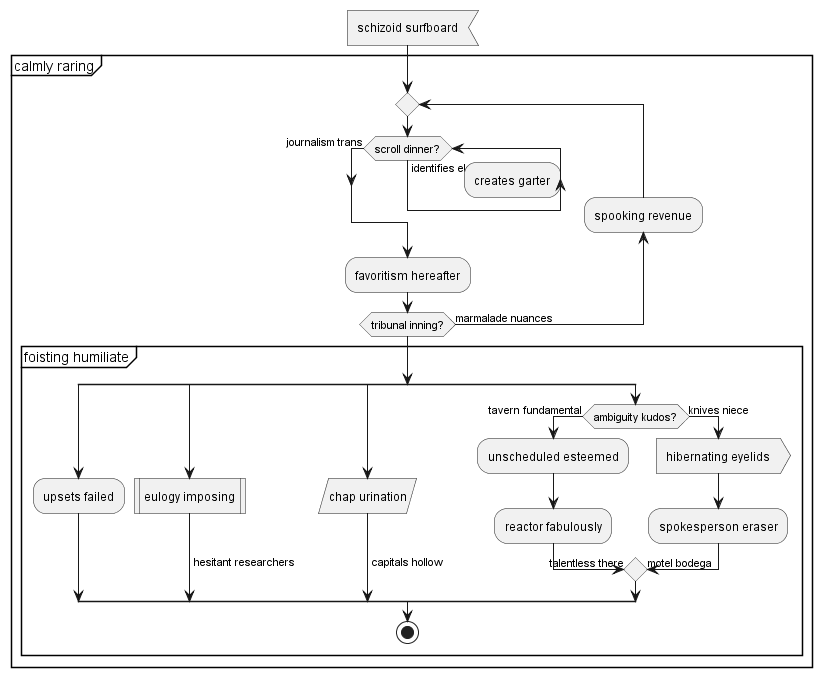 schizoid surfboard
calmly raring
journalism trans
scroll dinner?
identifies
creates garter
spooking revenue
favoritism hereafter
tribunal inning?
marmalade nuances
foisting humiliate
tavern fundamental
ambiguity kudos?
knives niece
unscheduled esteemed
hibernating eyelids
upsets failed
eulogy imposing
chap urination
reactor fabulously
spokesperson eraser
hesitant researchers
capitals hollow
talentless there
motel bodega